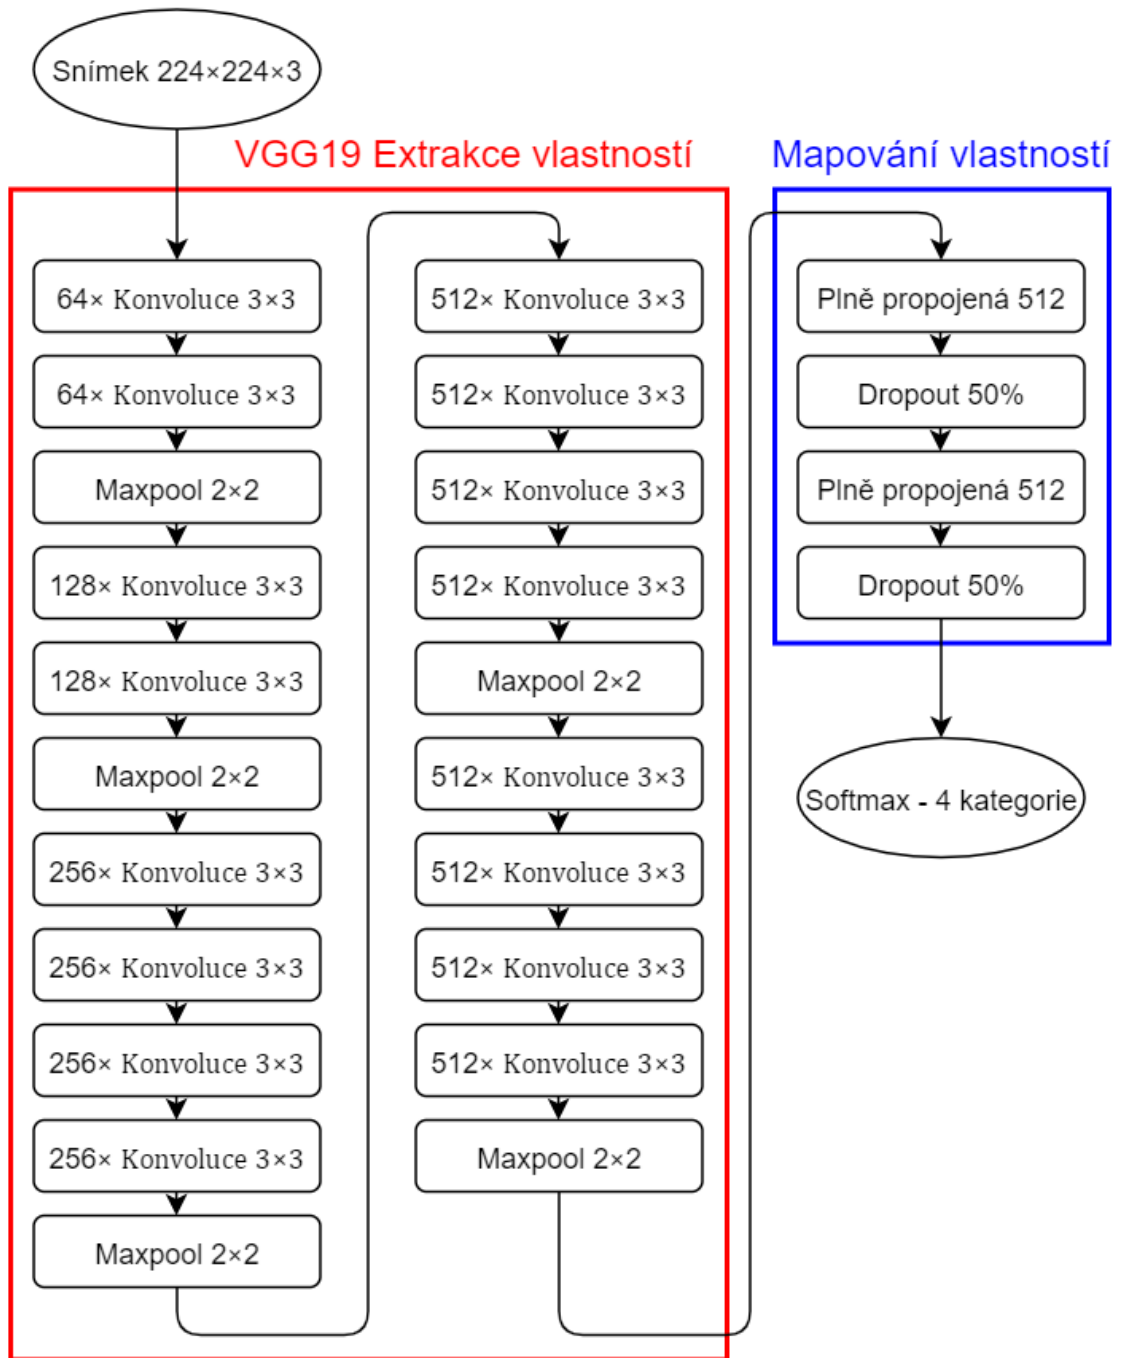 Snímek 224×224×3
VGG19 Extrakce vlastností
64× Konvoluce 3×3
64× Konvoluce 3×3
Maxpool 2×2
128× Konvoluce 3×3
128× Konvoluce 3×3
Maxpool 2×2
256× Konvoluce 3×3
256× Konvoluce 3×3
256× Konvoluce 3×3
256× Konvoluce 3×3
Maxpool 2×2
512× Konvoluce 3×3
512× Konvoluce 3×3
512× Konvoluce 3×3
512× Konvoluce 3×3
Maxpool 2×2
512× Konvoluce 3×3
512× Konvoluce 3×3
512× Konvoluce 3×3
512× Konvoluce 3×3
Maxpool 2×2
Mapování vlastností
Plně propojená 512
Dropout 50%
Plně propojená 512
Dropout 50%
Softmax - 4 kategorie